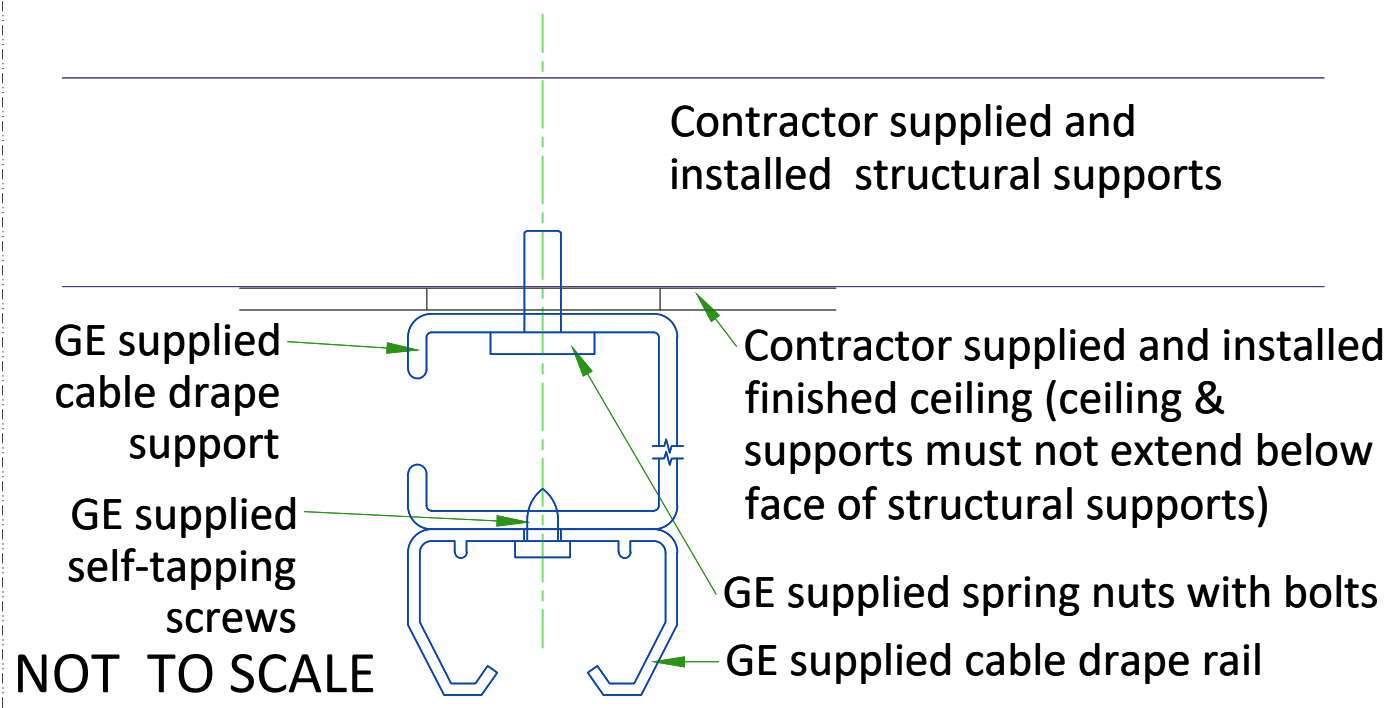 Contractor supplied and
installed  structural supports
GE supplied
cable drape
support
Contractor supplied and installed
finished ceiling (ceiling &
supports must not extend below
face of structural supports)
GE supplied
self-tapping
screws
GE supplied spring nuts with bolts
GE supplied cable drape rail
NOT  TO SCALE